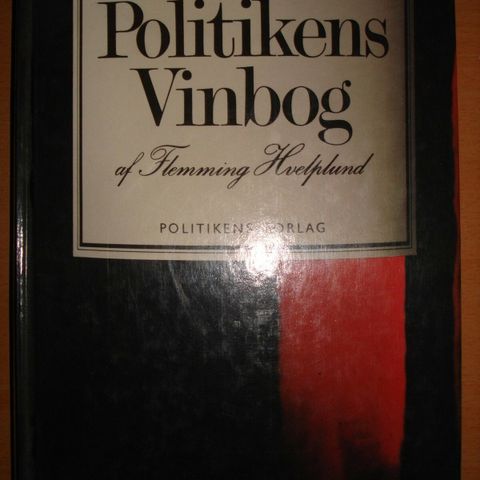 Politikens
Vinbog
af Flemming Hvelplund
POLITIKENS FORLAG